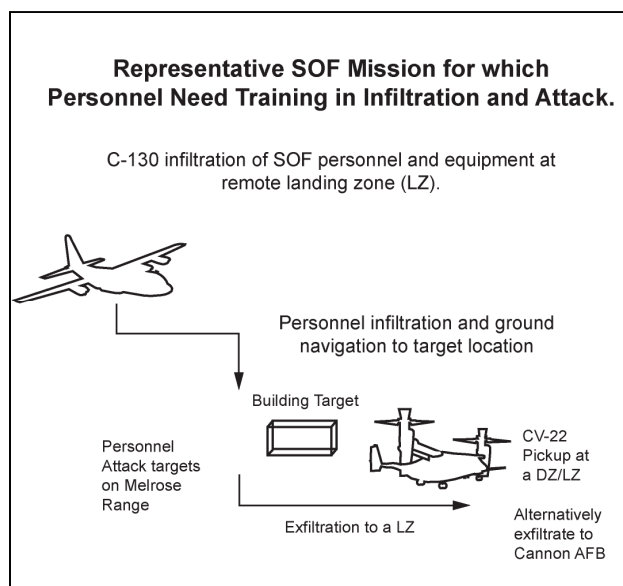 Representative SOF Mission for which
Personnel Need Training in Infiltration and Attack.
C-130 infiltration of SOF personnel and equipment at
remote landing zone (LZ).
Personnel infiltration and ground
navigation to target location
Building Target
Personnel
Attack targets
on Melrose
Range
CV-22
Pickup at
a DZ/LZ
Exfiltration to a LZ
Alternatively
exfiltrate to
Cannon AFB